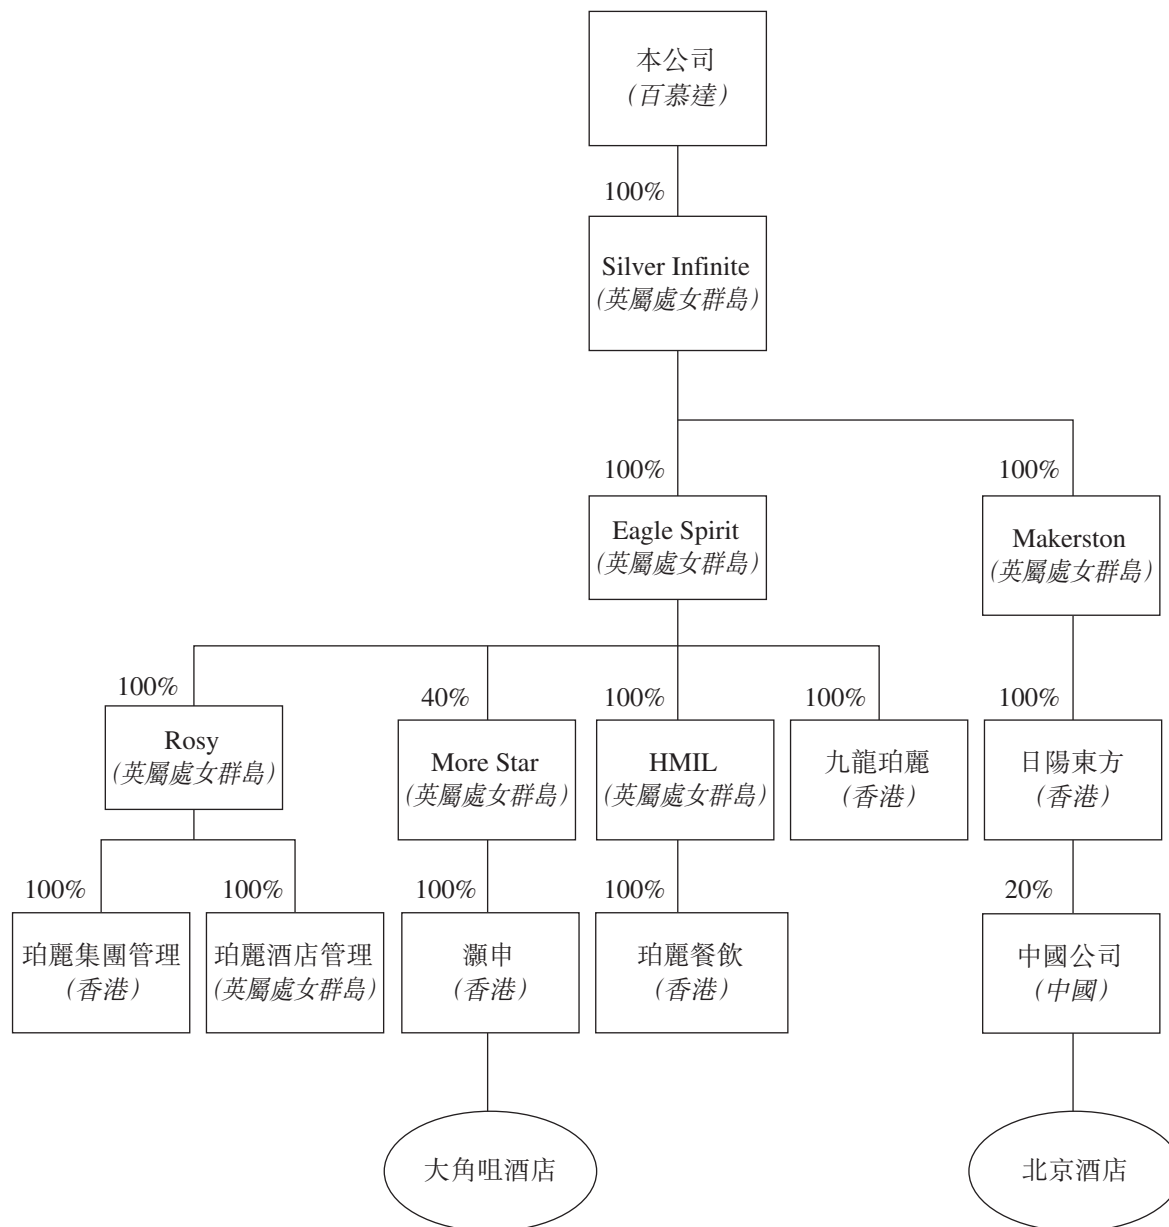 本公司
(百慕達)
100%
Silver Infinite
(英屬處女群島)
100%
100%
Eagle Spirit
(英屬處女群島)
Makerston
(英屬處女群島)
100%
40%
100%
100%
100%
Rosy
(英屬處女群島)
More Star
(英屬處女群島)
HMIL
(英屬處女群島)
九龍珀麗
(香港)
日陽東方
(香港)
100%
100%
100%
100%
20%
珀麗集團管理
(香港)
珀麗酒店管理
(英屬處女群島)
灝申
(香港)
珀麗餐飲
(香港)
中國公司
(中國)
大角咀酒店
北京酒店